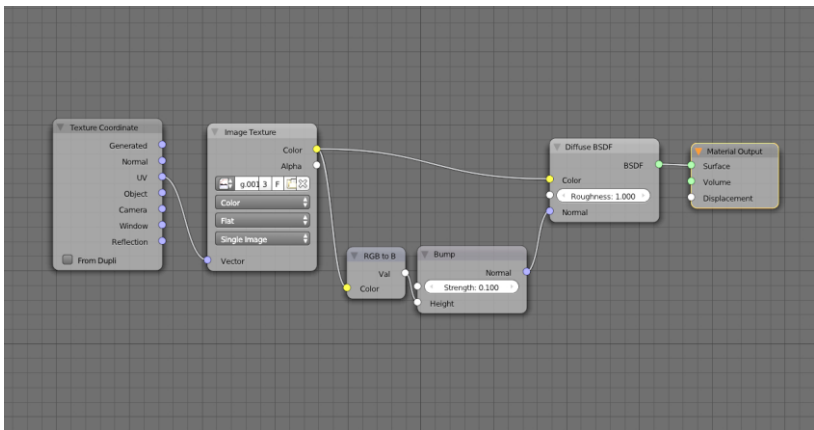 Texture Coordinate
Generated
Normal
UV
Object
Camera
Window
Reflection
From Dupli
Image Texture
Color
Alpha
g.001 3 F
Color
Flat
Single Image
Vector
RGB to B
Val
Color
Bump
Normal
Strength: 0.100
Height
Diffuse BSDF
BSDF
Color
Roughness: 1.000
Normal
Material Output
Surface
Volume
Displacement